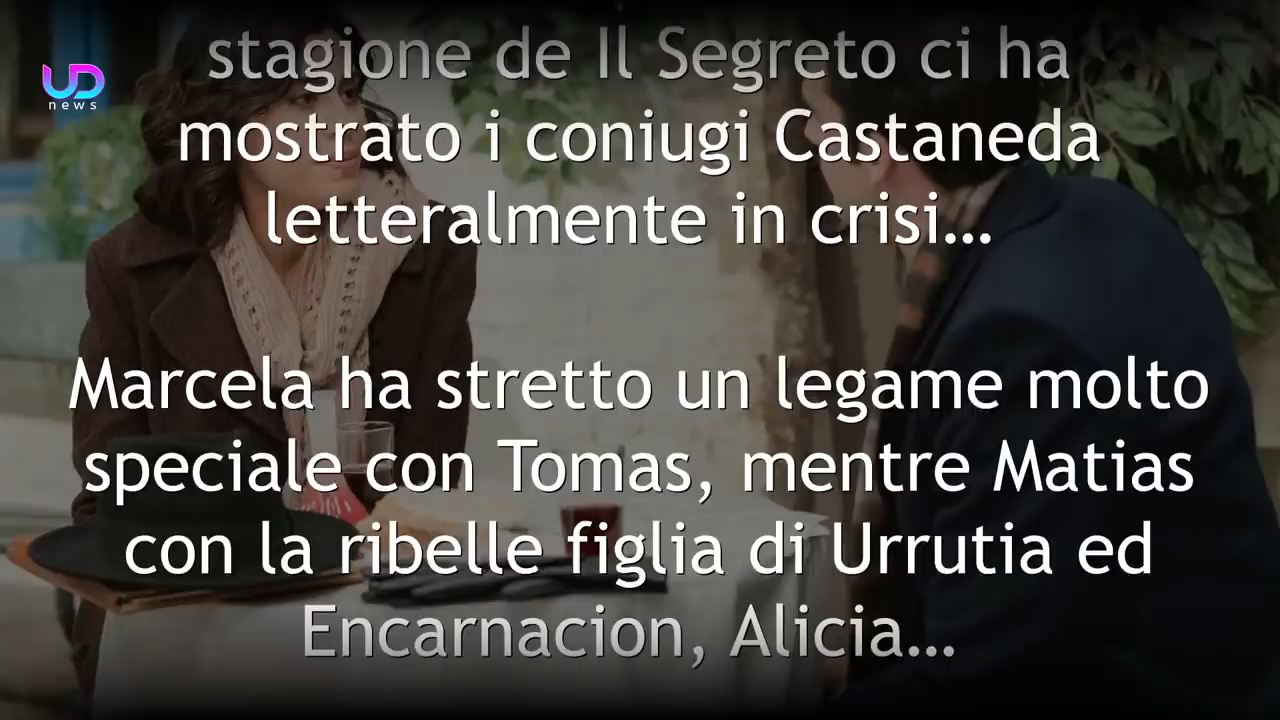 UD
news
stagione de Il Segreto ci ha
mostrato i coniugi Castaneda
letteralmente in crisi...
Marcela ha stretto un legame molto
speciale con Tomas, mentre Matias
con la ribelle figlia di Urrutia ed
Encarnacion, Alicia...